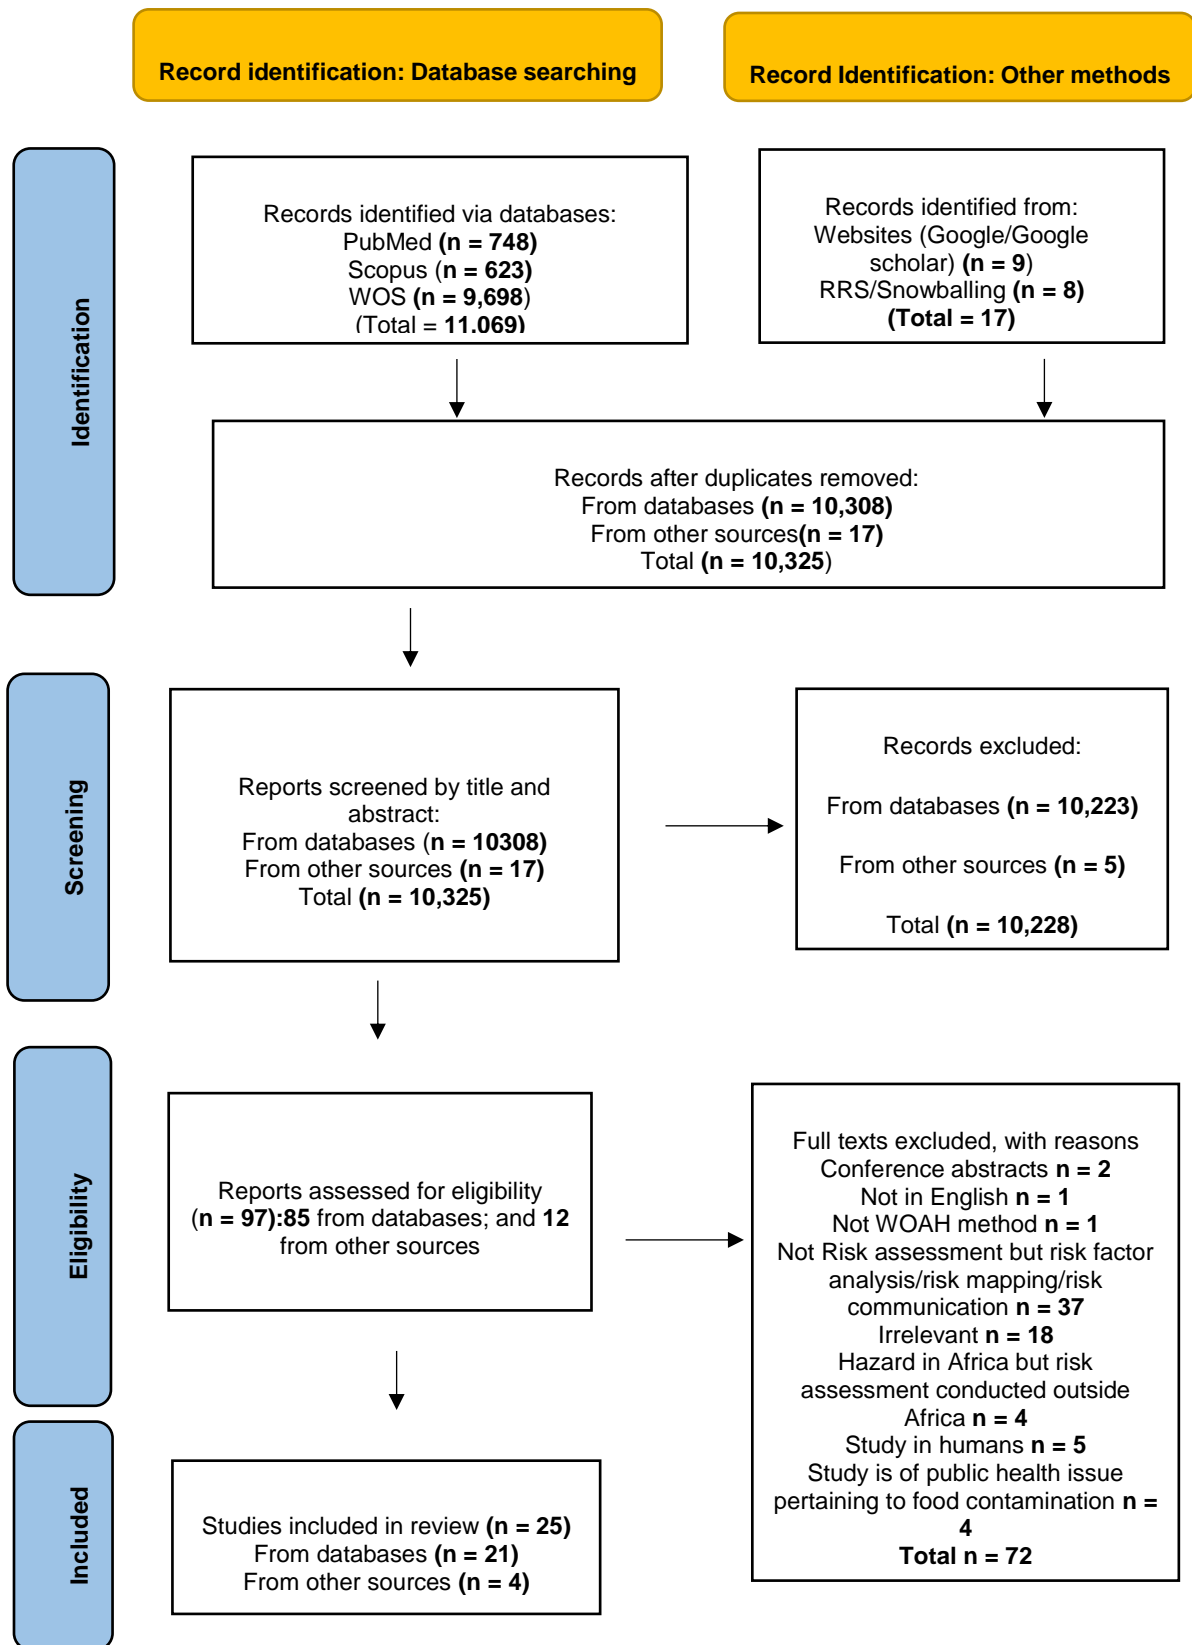 Record identification: Database searching
Record Identification: Other methods
Identification
Records identified via databases:
PubMed (n = 748)
Scopus (n = 623)
WOS (n = 9,698)
(Total = 11,069)
Records identified from:
Websites (Google/Google
scholar) (n = 9)
RRS/Snowballing (n = 8)
(Total = 17)
Records after duplicates removed:
From databases (n = 10,308)
From other sources(n = 17)
Total (n = 10,325)
Screening
Reports screened by title and
abstract:
From databases (n = 10308)
From other sources (n = 17)
Total (n = 10,325)
Records excluded:
From databases (n = 10,223)
From other sources (n = 5)
Total (n = 10,228)
Eligibility
Reports assessed for eligibility
(n = 97):85 from databases; and 12
from other sources
Full texts excluded, with reasons
Conference abstracts n = 2
Not in English n = 1
Not WOAH method n = 1
Not Risk assessment but risk factor
analysis/risk mapping/risk
communication n = 37
Irrelevant n = 18
Hazard in Africa but risk
assessment conducted outside
Africa n = 4
Study in humans n = 5
Study is of public health issue
pertaining to food contamination n =
4
Total n = 72
Included
Studies included in review (n = 25)
From databases (n = 21)
From other sources (n = 4)